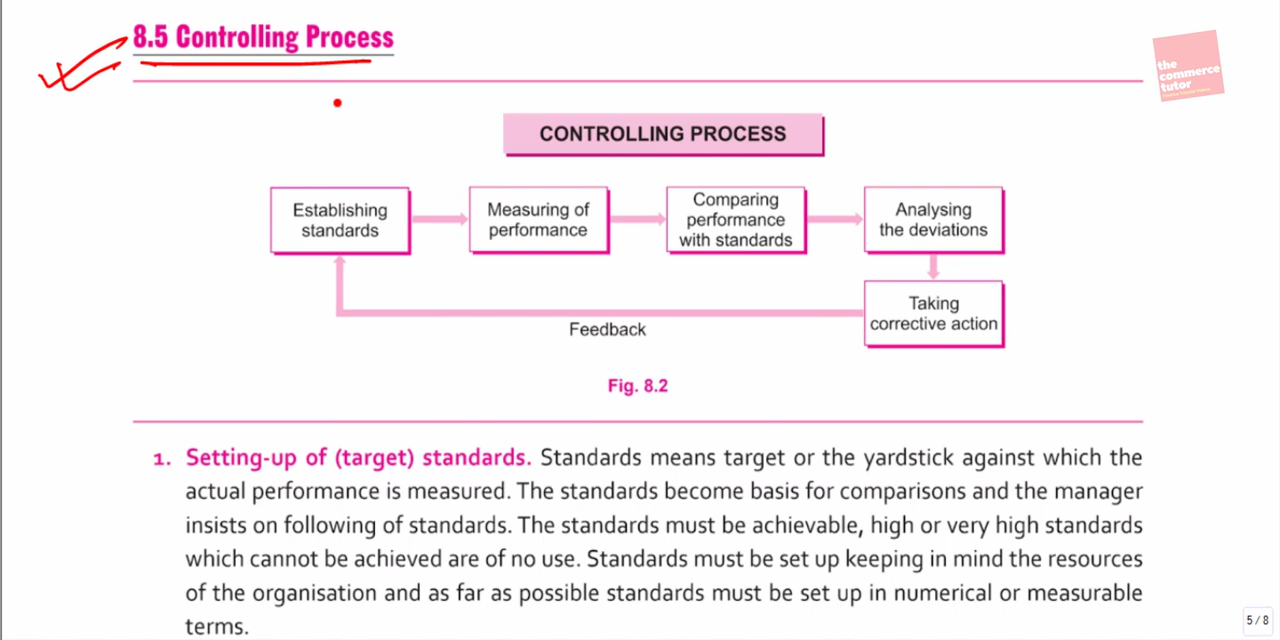 8.5 Controlling Process
the
commerce
tutor
CONTROLLING PROCESS
Establishing
standards
Measuring of
performance
Comparing
performance
with standards
Analysing
the deviations
Taking
corrective action
Feedback
Fig. 8.2
1. Setting-up of (target) standards. Standards means target or the yardstick against which the
actual performance is measured. The standards become basis for comparisons and the manager
insists on following of standards. The standards must be achievable, high or very high standards
which cannot be achieved are of no use. Standards must be set up keeping in mind the resources
of the organisation and as far as possible standards must be set up in numerical or measurable
terms.
5 / 8